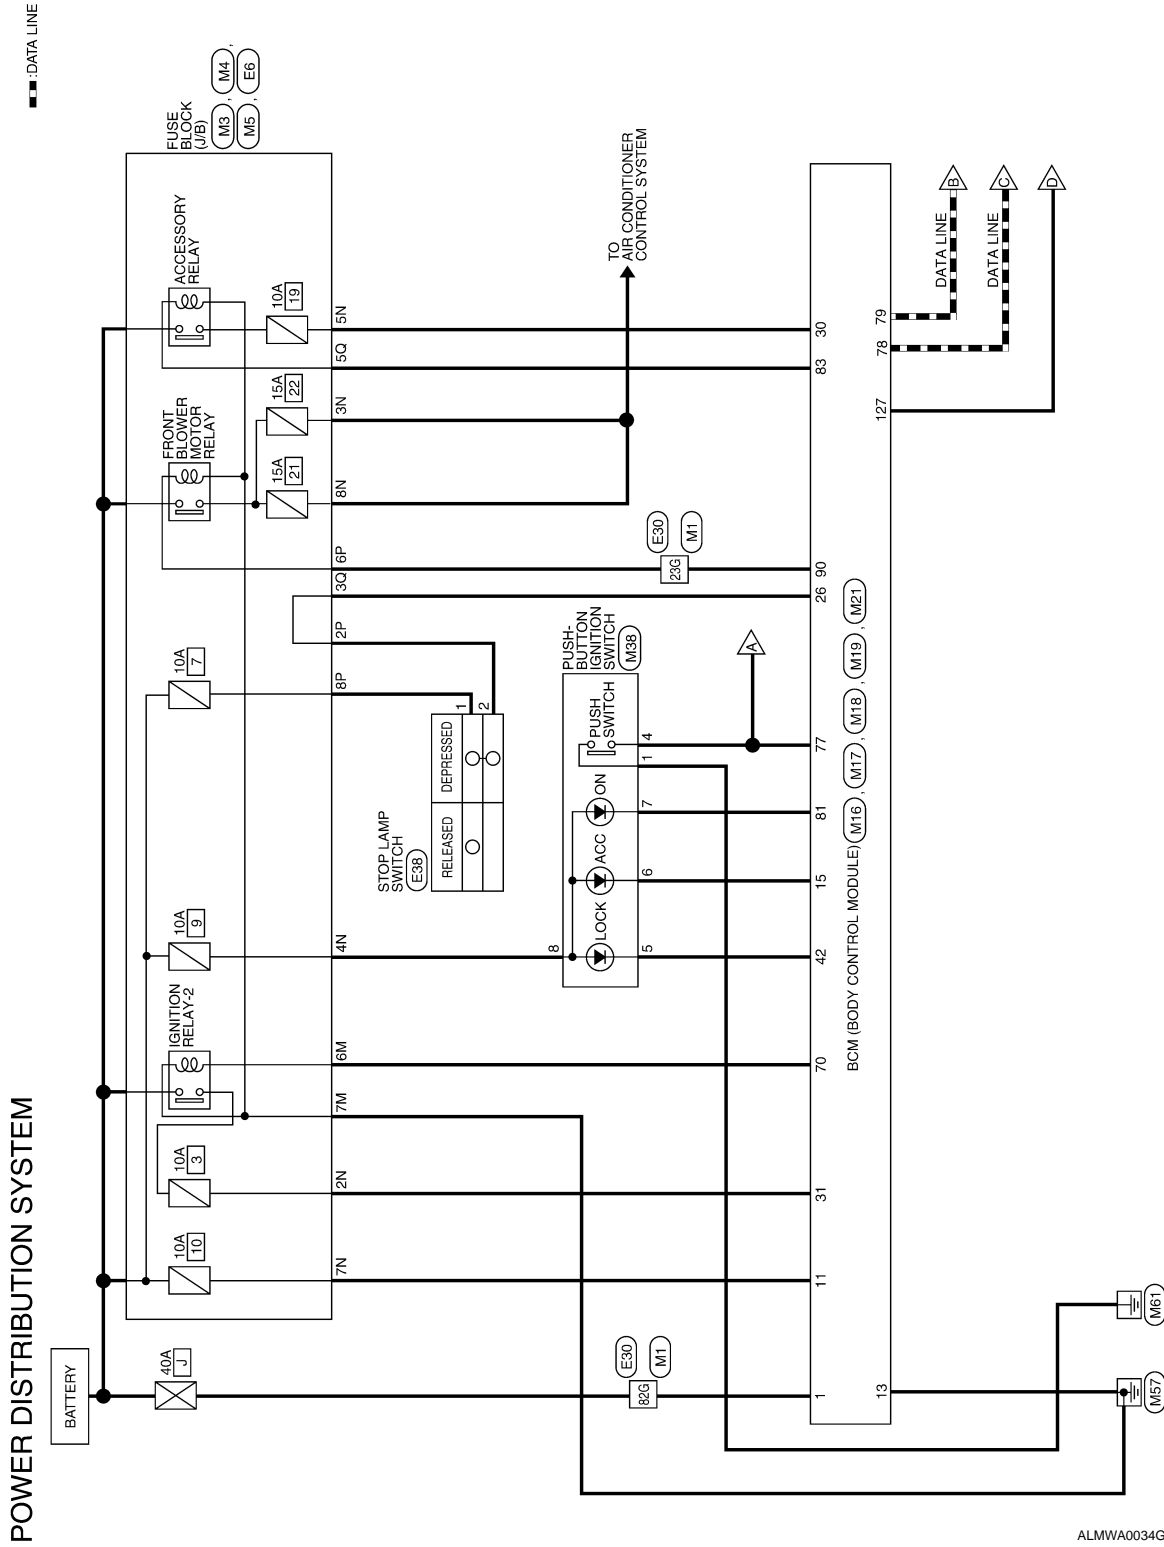 POWER DISTRIBUTION SYSTEM
:DATA LINE
BATTERY
40A
J
10A
10
10A
3
IGNITION
RELAY-2
10A
9
10A
7
FRONT
BLOWER
MOTOR
RELAY
15A
21
15A
22
ACCESSORY
RELAY
10A
19
FUSE
BLOCK
(J/B)
M3 , M4 ,
M5 , E6
7N
2N
7M
6M
4N
8P
2P
3Q
6P
8N
3N
5Q
5N
STOP LAMP
SWITCH
E38
RELEASED
DEPRESSED
1
2
TO
AIR CONDITIONER
CONTROL SYSTEM
E30
82G
M1
E30
23G
M1
PUSH-
BUTTON
IGNITION
SWITCH
M38
8
LOCK
ACC
ON
PUSH
SWITCH
5
6
7
1
4
A
1
11
31
70
42
15
81
77
26
90
83
30
BCM (BODY CONTROL MODULE) M16 , M17 , M18 , M19 , M21
13
127
78
79
DATA LINE
B
DATA LINE
C
D
M57
M61
ALMWA0034G